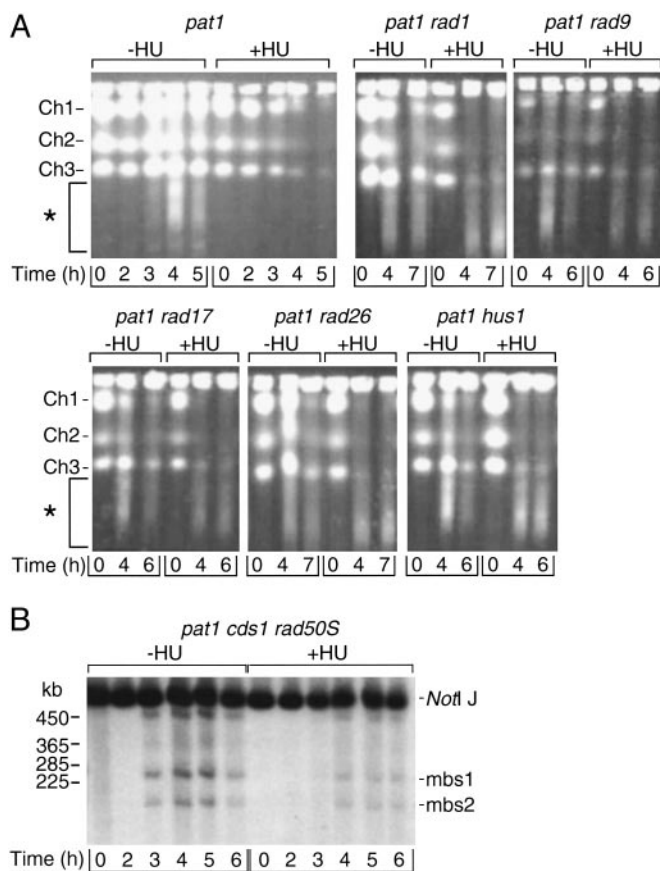 A
pat1
pat1 rad1
pat1 rad9
-HU +HU
-HU +HU
-HU +HU
Ch1-
Ch2-
Ch3-
*
Time (h) 0 2 3 4 5 0 2 3 4 5
0 4 7 0 4 7
0 4 6 0 4 6
pat1 rad17
pat1 rad26
pat1 hus1
-HU +HU
-HU +HU
-HU +HU
Ch1-
Ch2-
Ch3-
*
Time (h) 0 4 6 0 4 6
0 4 7 0 4 7
0 4 6 0 4 6
B
pat1 cds1 rad50S
-HU +HU
kb
450-
365-
285-
225-
-NotI J
-mbs1
-mbs2
Time (h) 0 2 3 4 5 6 0 2 3 4 5 6